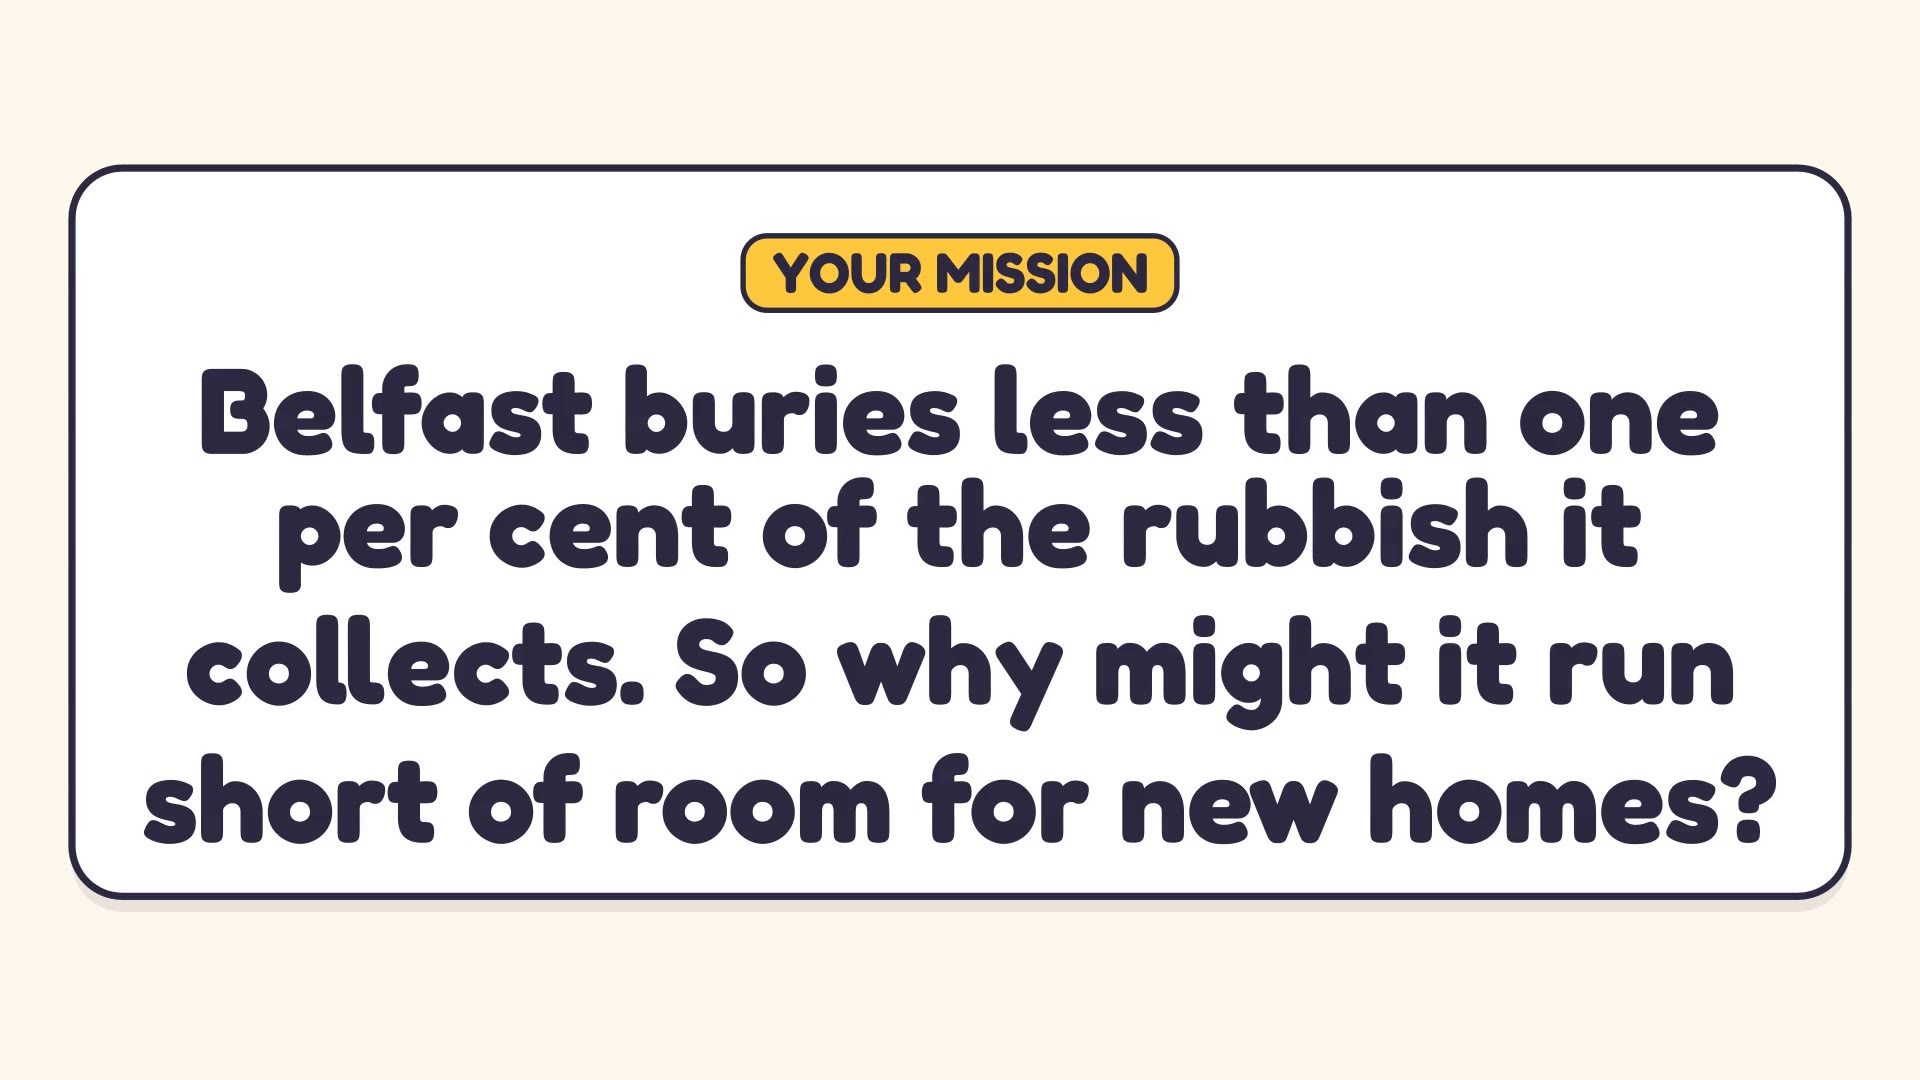 YOUR MISSION
Belfast buries less than one
per cent of the rubbish it
collects. So why might it run
short of room for new homes?